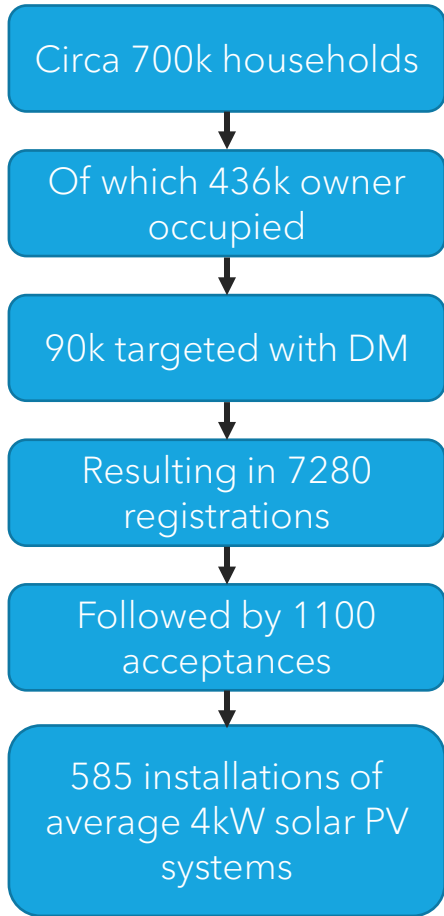 Circa 700k households
Of which 436k owner
occupied
90k targeted with DM
Resulting in 7280
registrations
Followed by 1100
acceptances
585 installations of
average 4kW solar PV
systems